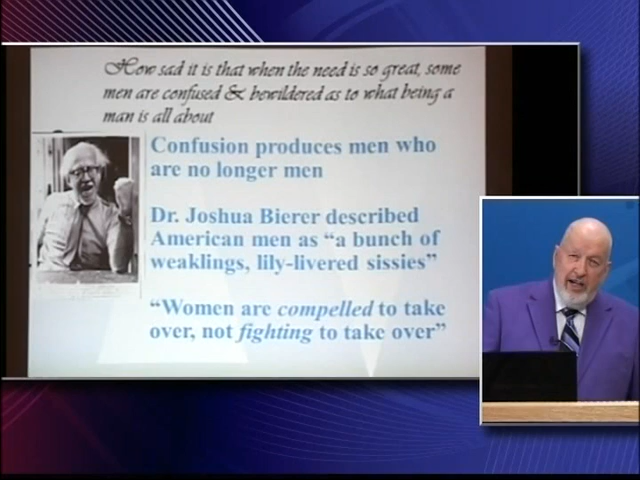 How sad it is that when the need is so great, some
men are confused & bewildered as to what being a
man is all about
Confusion produces men who
are no longer men
Dr. Joshua Bierer described
American men as “a bunch of
weaklings, lily-livered sissies”
“Women are compelled to take
over, not fighting to take over”